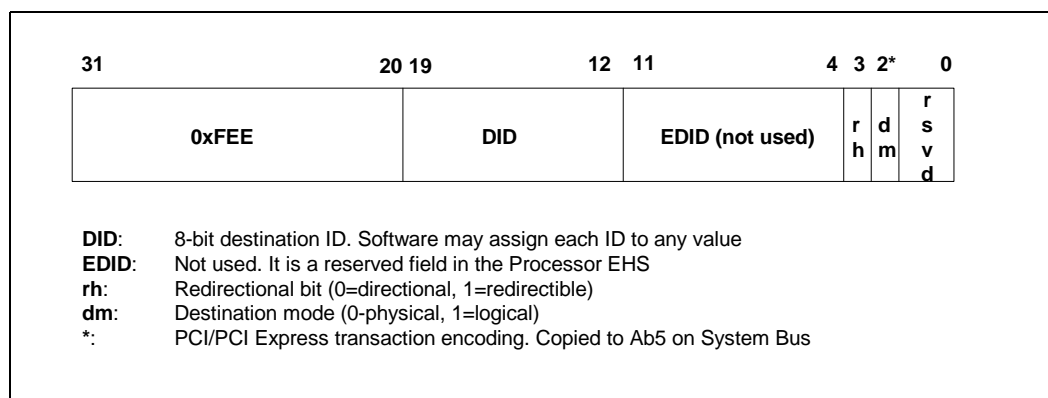 31 20 19 12 11 4 3 2* 0
0xFEE DID EDID (not used) rh dm rsvd
DID: 8-bit destination ID. Software may assign each ID to any value
EDID: Not used. It is a reserved field in the Processor EHS
rh: Redirectional bit (0=directional, 1=redirectible)
dm: Destination mode (0-physical, 1=logical)
*: PCI/PCI Express transaction encoding. Copied to Ab5 on System Bus